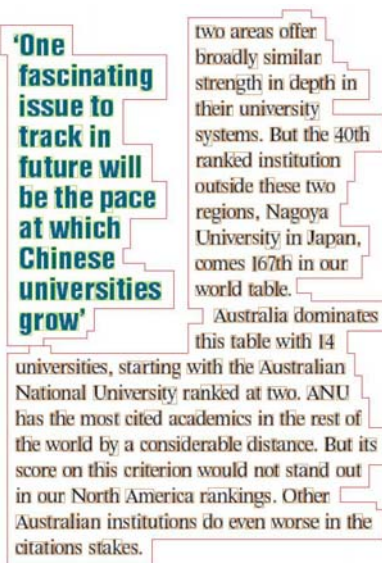 'One
fascinating
issue to
track in
future will
be the pace
at which
Chinese
universities
grow'
two areas offer
broadly similar
strength in depth in
their university
systems. But the 40th
ranked institution
outside these two
regions, Nagoya
University in Japan,
comes 167th in our
world table.
Australia dominates
this table with 14
universities, starting with the Australian
National University ranked at two. ANU
has the most cited academics in the rest of
the world by a considerable distance. But its
score on this criterion would not stand out
in our North America rankings. Other
Australian institutions do even worse in the
citations stakes.